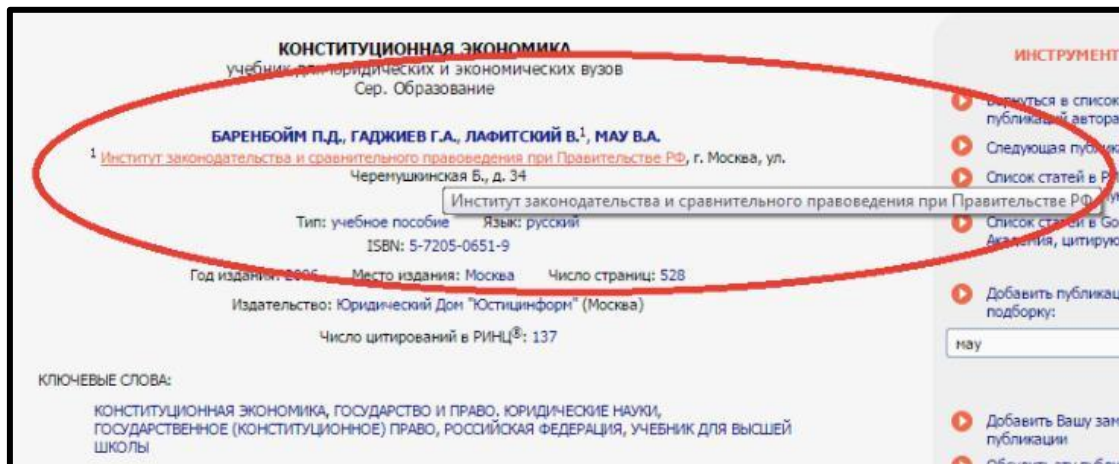 КОНСТИТУЦИОННАЯ ЭКОНОМИКА
учебник для юридических и экономических вузов
Сер. Образование
БАРЕНБОЙМ П.Д., ГАДЖИЕВ Г.А., ЛАФИТСКИЙ В.¹, МАУ В.А.
¹ Институт законодательства и сравнительного правоведения при Правительстве РФ, г. Москва, ул.
Черемушкинская Б., д. 34
Институт законодательства и сравнительного правоведения при Правительстве РФ
Тип: учебное пособие Язык: русский
ISBN: 5-7205-0651-9
Год издания: 2006 Место издания: Москва Число страниц: 528
Издательство: Юридический Дом "Юстицинформ" (Москва)
Число цитирований в РИНЦ®: 137
КЛЮЧЕВЫЕ СЛОВА:
КОНСТИТУЦИОННАЯ ЭКОНОМИКА, ГОСУДАРСТВО И ПРАВО. ЮРИДИЧЕСКИЕ НАУКИ,
ГОСУДАРСТВЕННОЕ (КОНСТИТУЦИОННОЕ) ПРАВО, РОССИЙСКАЯ ФЕДЕРАЦИЯ, УЧЕБНИК ДЛЯ ВЫСШЕЙ
ШКОЛЫ
ИНСТРУМЕНТ
Вернуться в список
публикаций автора
Следующая публика
Список статей в
Список статей в Go
Академия, цитирую
Добавить публикац
подборку:
мау
Добавить Вашу зам
публикации